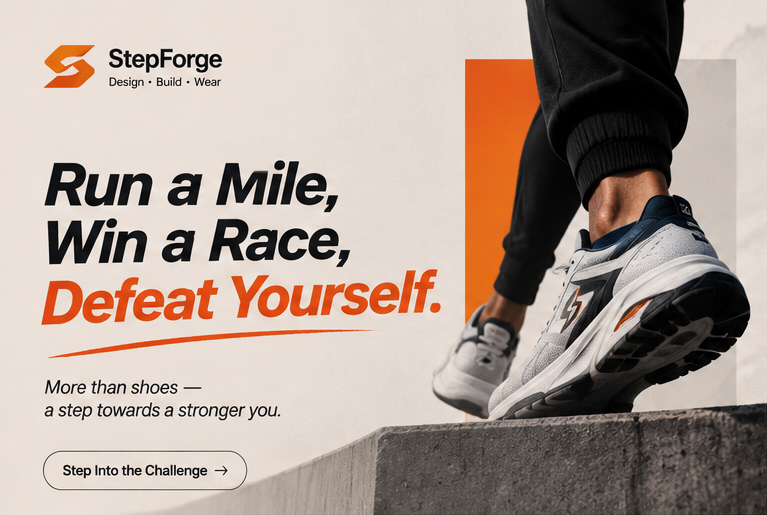 StepForge
Design • Build • Wear
Run a Mile,
Win a Race,
Defeat Yourself.
More than shoes —
a step towards a stronger you.
Step Into the Challenge →